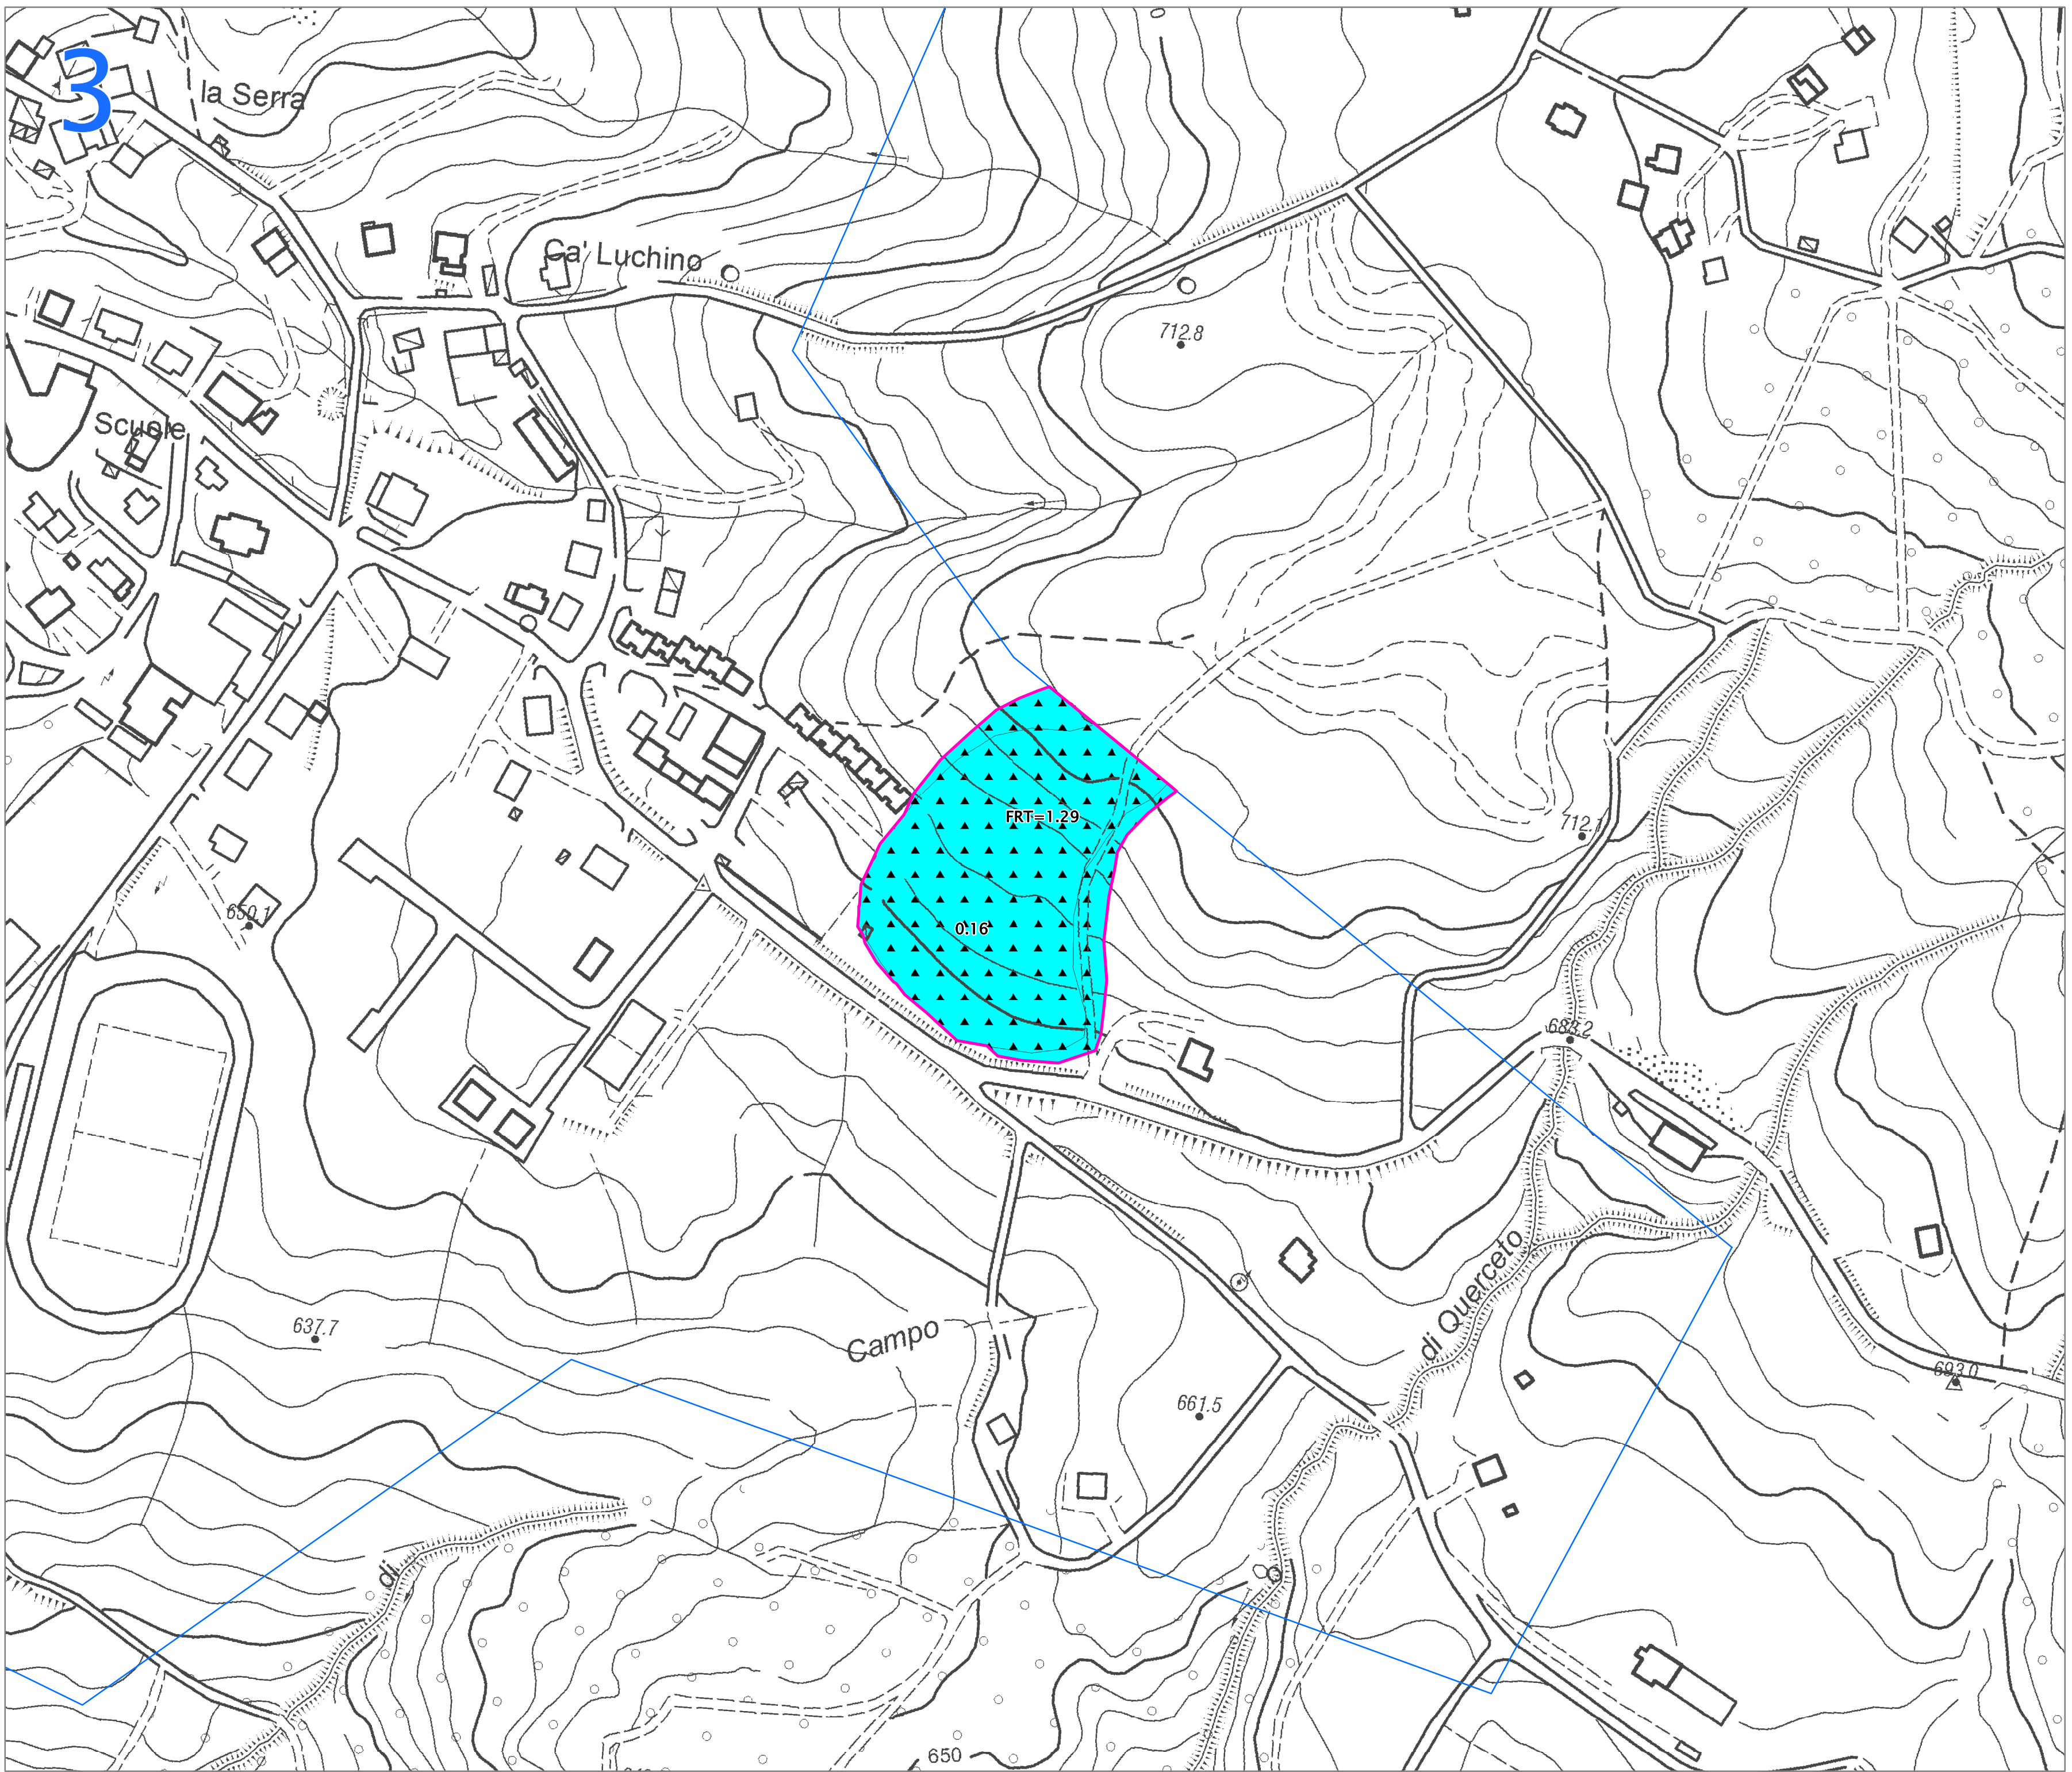 3
la Serra
Ca' Luchino
712.8
Scuole
FRT=1.29
712.1
650.1
0.16
683.2
di Querceto
637.7
Campo
693.0
661.5
di
650